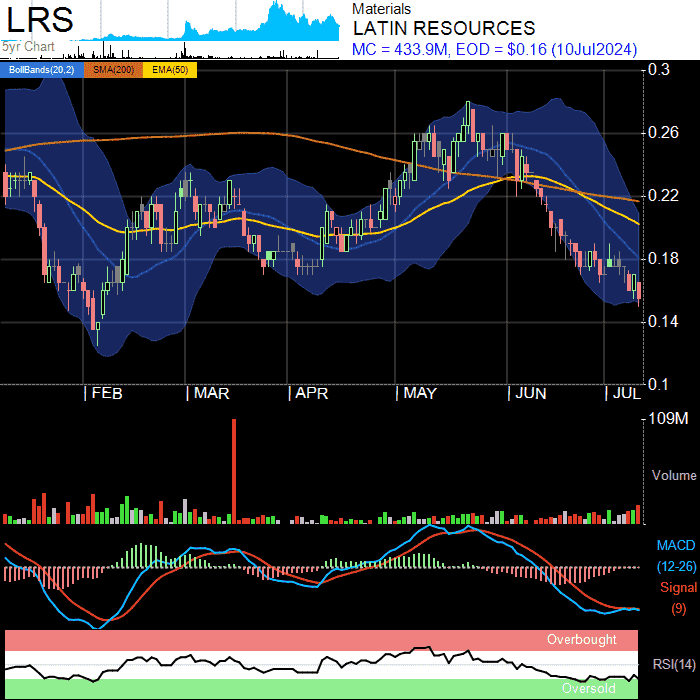 LRS
5yr Chart
Materials
LATIN RESOURCES
MC = 433.9M, EOD = $0.16 (10Jul2024)
BollBands(20,2) SMA(200) EMA(50)
0.3
0.26
0.22
0.18
0.14
0.1
FEB MAR APR MAY JUN JUL
109M
Volume
MACD
(12-26)
Signal
(9)
Overbought
RSI(14)
Oversold